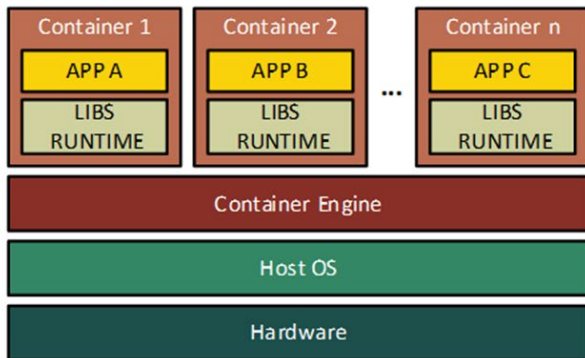 Container 1
APP A
LIBS
RUNTIME
Container 2
APP B
LIBS
RUNTIME
...
Container n
APP C
LIBS
RUNTIME
Container Engine
Host OS
Hardware